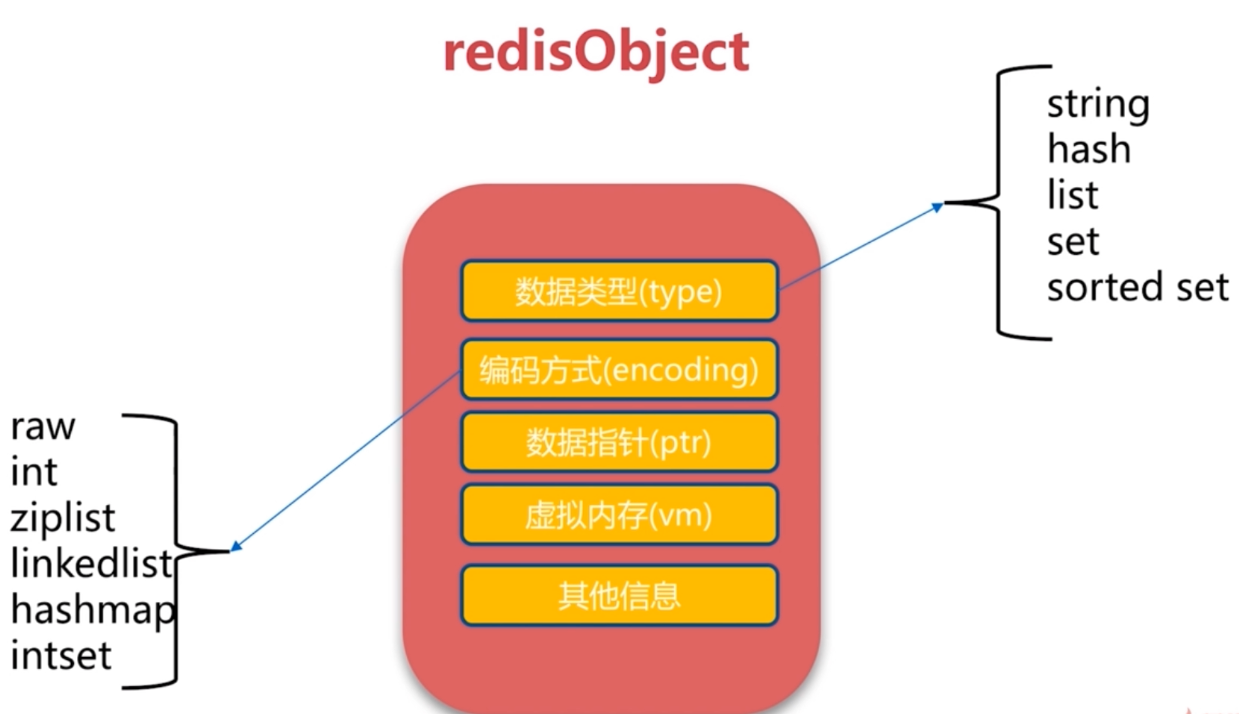 redisObject
string
hash
list
set
sorted set
数据类型(type)
编码方式(encoding)
数据指针(ptr)
虚拟内存(vm)
其他信息
raw
int
ziplist
linkedlist
hashmap
intset